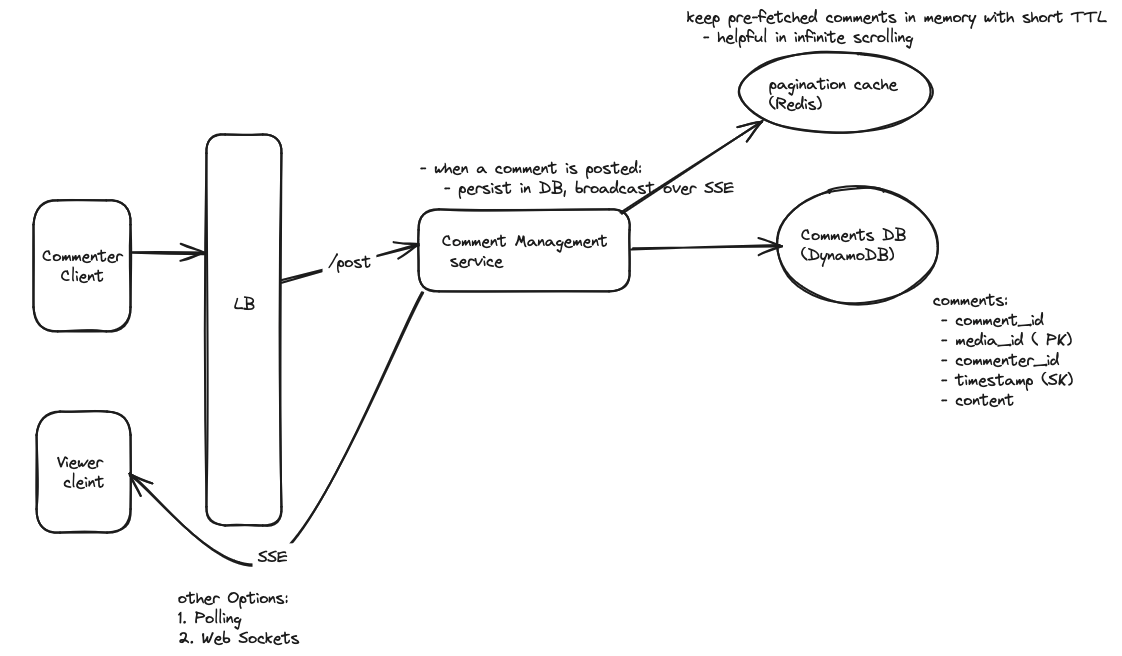 keep pre-fetched comments in memory with short TTL
- helpful in infinite scrolling
pagination cache
(Redis)
- when a comment is posted:
- persist in DB, broadcast over SSE
Commenter
client
LB
/post
Comment Management
service
Comments DB
(DynamoDB)
comments:
- comment_id
- media_id ( PK)
- commenter_id
- timestamp (SK)
- content
Viewer
cleint
SSE
other Options:
1. Polling
2. Web Sockets